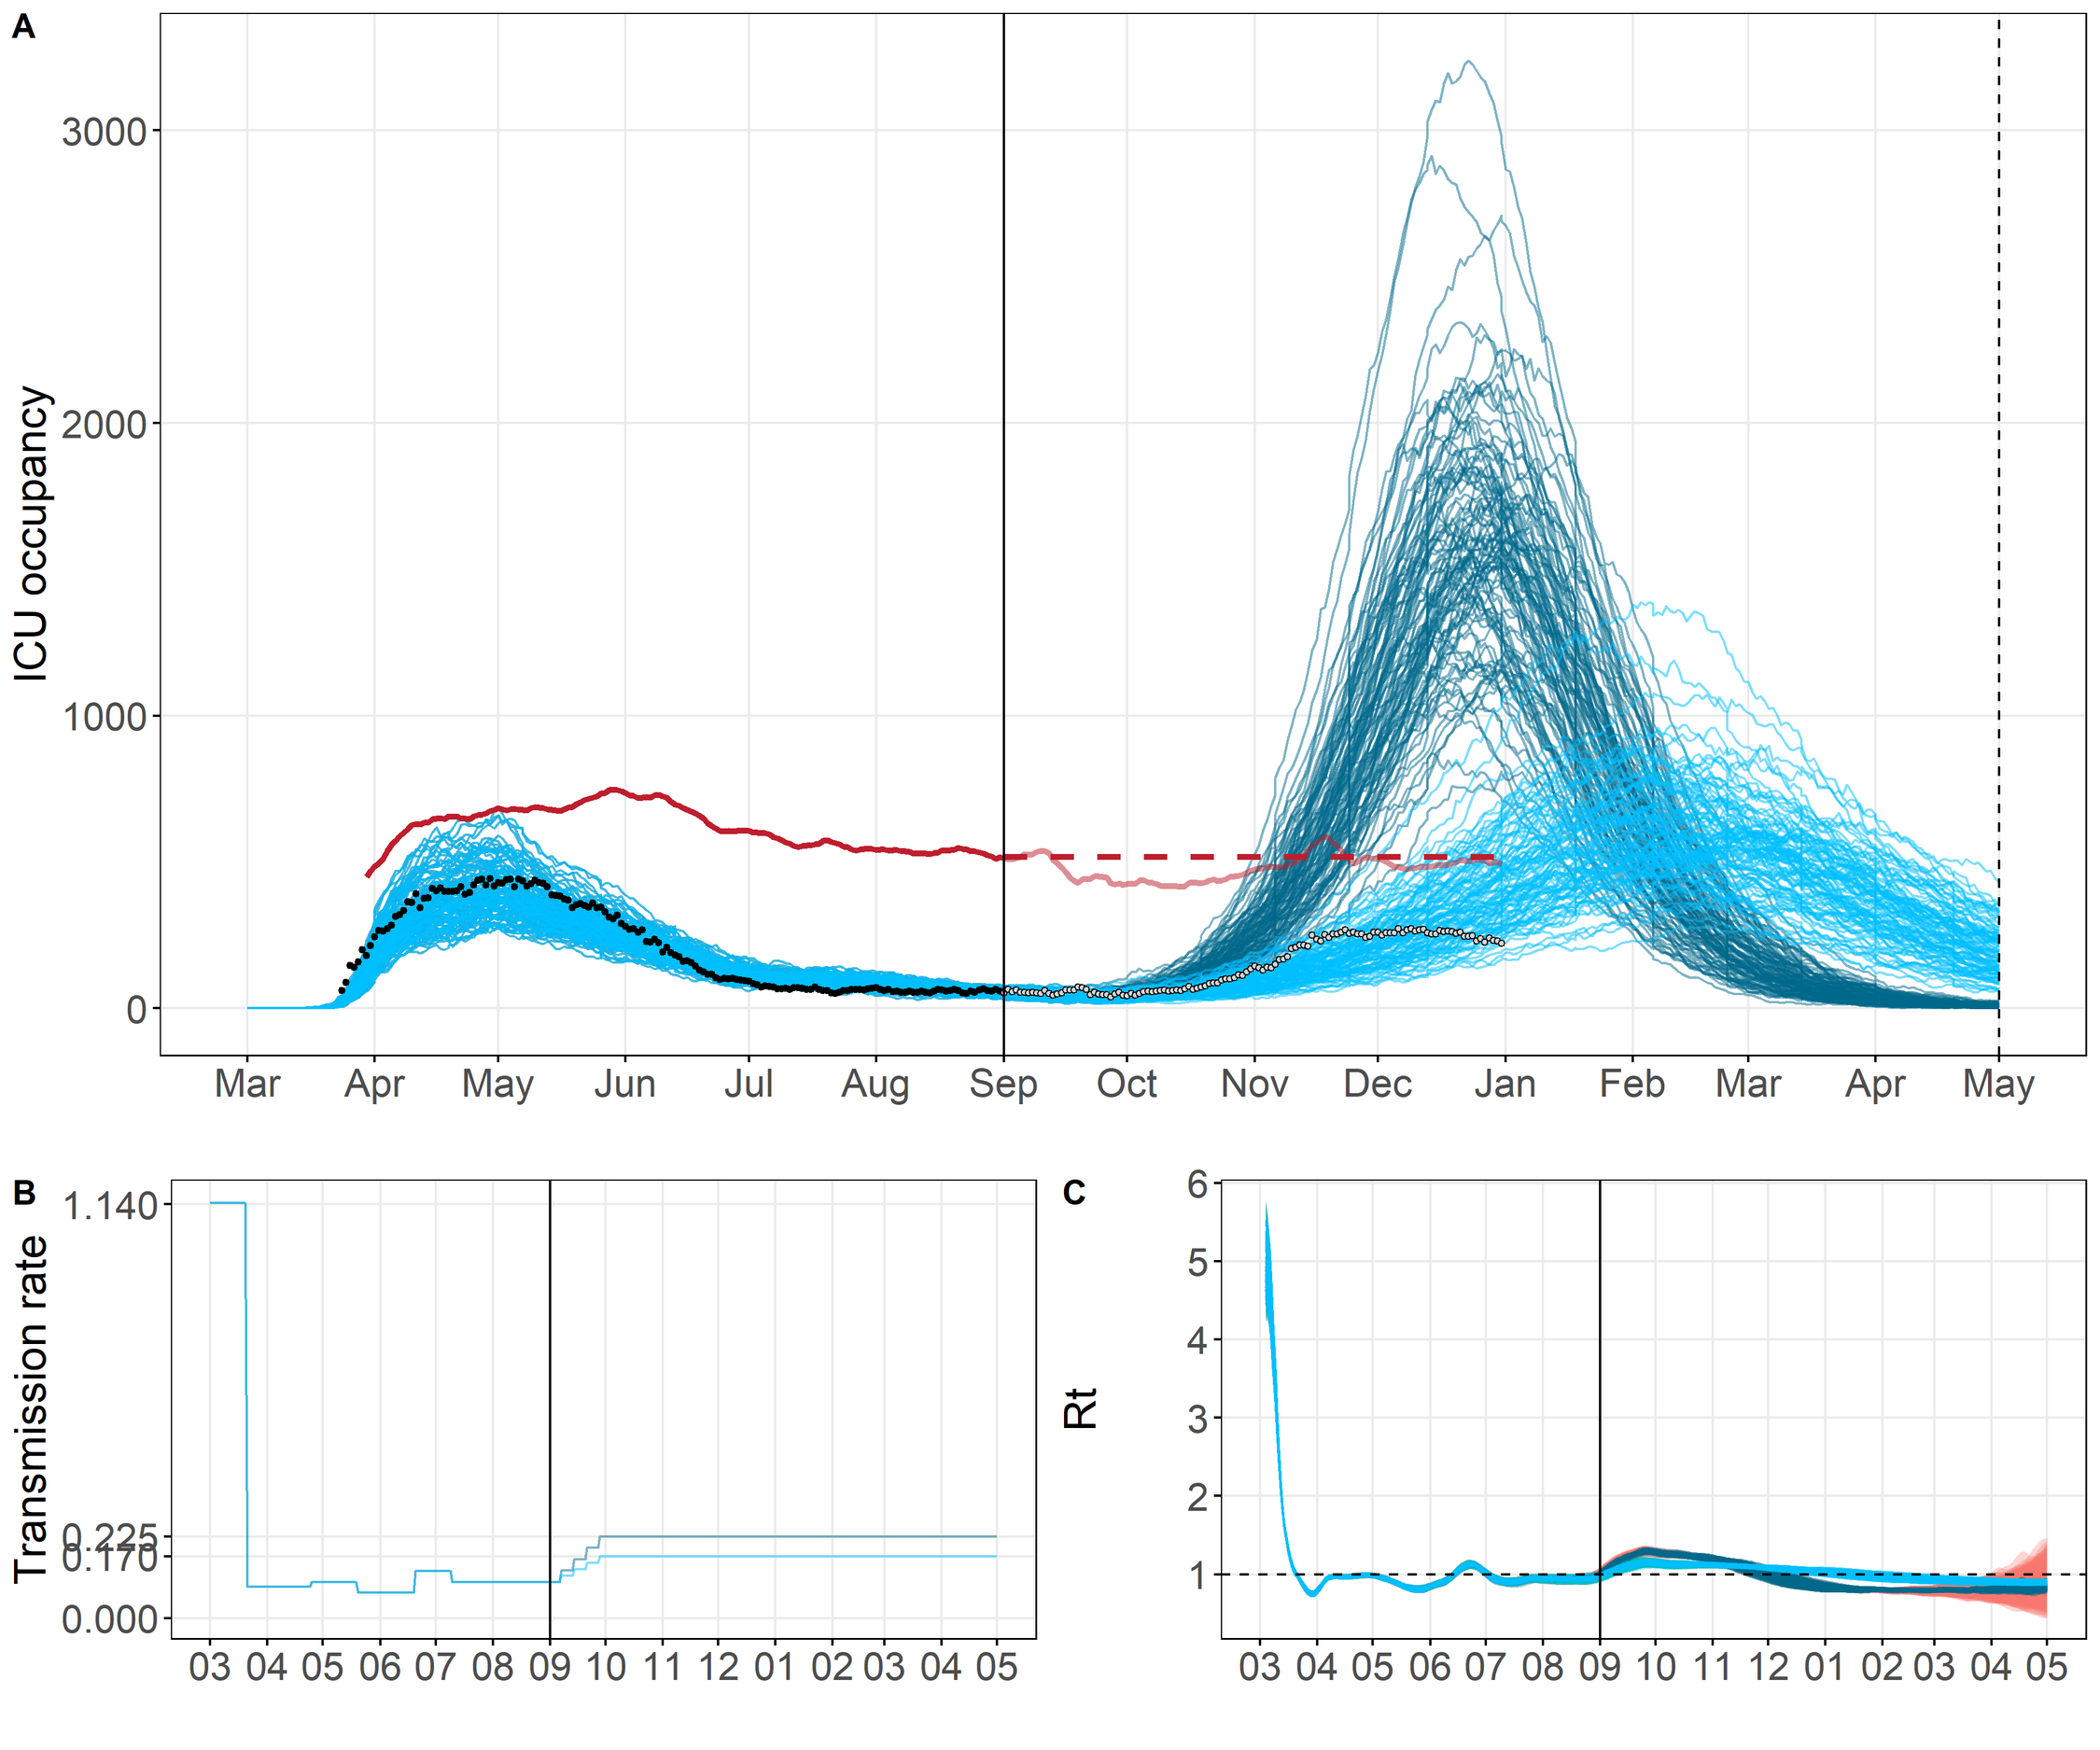 A
ICU occupancy
3000
2000
1000
0
Mar Apr May Jun Jul Aug Sep Oct Nov Dec Jan Feb Mar Apr May
B
Transmission rate
1.140
0.225
0.170
0.000
03 04 05 06 07 08 09 10 11 12 01 02 03 04 05
C
Rt
6
5
4
3
2
1
03 04 05 06 07 08 09 10 11 12 01 02 03 04 05